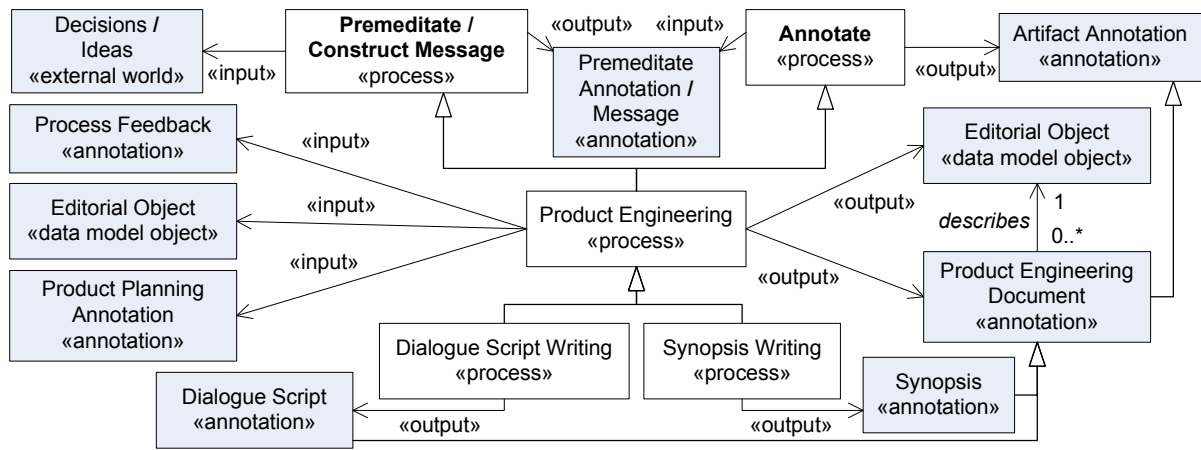 Decisions /
Ideas
«external world»
«input»
Premeditate /
Construct Message
«process»
«output»
«input»
Premeditate
Annotation /
Message
«annotation»
Annotate
«process»
«output»
Artifact Annotation
«annotation»
Process Feedback
«annotation»
«input»
Editorial Object
«data model object»
«input»
Product Planning
Annotation
«annotation»
«input»
Product Engineering
«process»
«output»
«output»
Editorial Object
«data model object»
1
describes
0..*
Product Engineering
Document
«annotation»
Dialogue Script Writing
«process»
Synopsis Writing
«process»
Dialogue Script
«annotation»
«output»
«output»
Synopsis
«annotation»